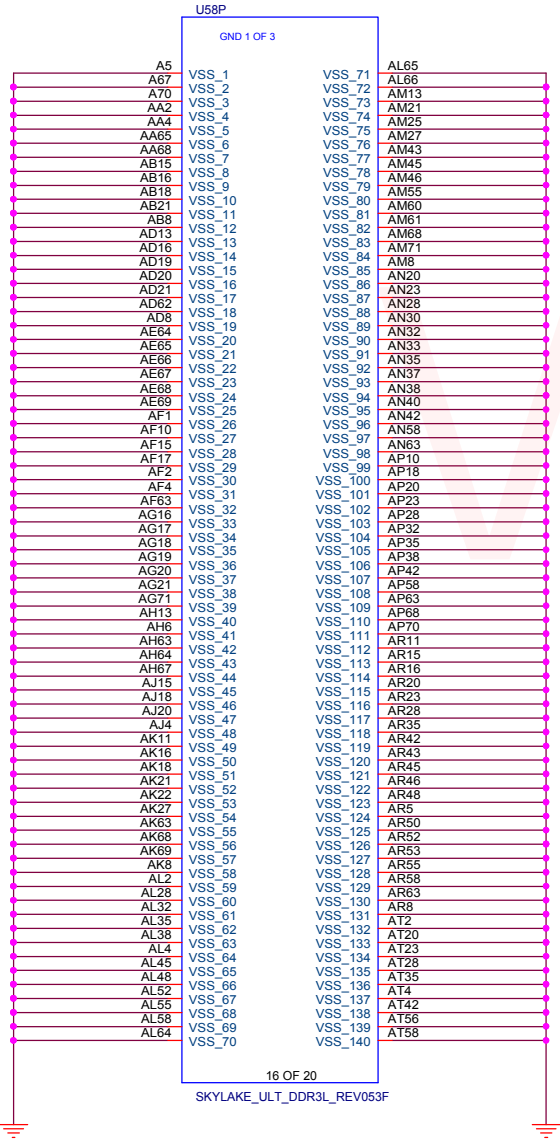 U58P
GND 1 OF 3
A5 VSS_1 VSS_71 AL65
A67 VSS_2 VSS_72 AL66
A70 VSS_3 VSS_73 AM13
AA2 VSS_4 VSS_74 AM21
AA4 VSS_5 VSS_75 AM25
AA65 VSS_6 VSS_76 AM27
AA68 VSS_7 VSS_77 AM43
AB15 VSS_8 VSS_78 AM45
AB16 VSS_9 VSS_79 AM46
AB18 VSS_10 VSS_80 AM55
AB21 VSS_11 VSS_81 AM60
AB8 VSS_12 VSS_82 AM61
AD13 VSS_13 VSS_83 AM68
AD16 VSS_14 VSS_84 AM71
AD19 VSS_15 VSS_85 AM8
AD20 VSS_16 VSS_86 AN20
AD21 VSS_17 VSS_87 AN23
AD62 VSS_18 VSS_88 AN28
AD8 VSS_19 VSS_89 AN30
AE64 VSS_20 VSS_90 AN32
AE65 VSS_21 VSS_91 AN33
AE66 VSS_22 VSS_92 AN35
AE67 VSS_23 VSS_93 AN37
AE68 VSS_24 VSS_94 AN38
AE69 VSS_25 VSS_95 AN40
AF1 VSS_26 VSS_96 AN42
AF10 VSS_27 VSS_97 AN58
AF15 VSS_28 VSS_98 AN63
AF17 VSS_29 VSS_99 AP10
AF2 VSS_30 VSS_100 AP18
AF4 VSS_31 VSS_101 AP20
AF63 VSS_32 VSS_102 AP23
AG16 VSS_33 VSS_103 AP28
AG17 VSS_34 VSS_104 AP32
AG18 VSS_35 VSS_105 AP35
AG19 VSS_36 VSS_106 AP38
AG20 VSS_37 VSS_107 AP42
AG21 VSS_38 VSS_108 AP58
AG71 VSS_39 VSS_109 AP63
AH13 VSS_40 VSS_110 AP68
AH6 VSS_41 VSS_111 AP70
AH63 VSS_42 VSS_112 AR11
AH64 VSS_43 VSS_113 AR15
AH67 VSS_44 VSS_114 AR16
AJ15 VSS_45 VSS_115 AR20
AJ18 VSS_46 VSS_116 AR23
AJ20 VSS_47 VSS_117 AR28
AJ4 VSS_48 VSS_118 AR35
AK11 VSS_49 VSS_119 AR42
AK16 VSS_50 VSS_120 AR43
AK18 VSS_51 VSS_121 AR45
AK21 VSS_52 VSS_122 AR46
AK22 VSS_53 VSS_123 AR48
AK27 VSS_54 VSS_124 AR5
AK63 VSS_55 VSS_125 AR50
AK68 VSS_56 VSS_126 AR52
AK69 VSS_57 VSS_127 AR53
AK8 VSS_58 VSS_128 AR55
AL2 VSS_59 VSS_129 AR58
AL28 VSS_60 VSS_130 AR63
AL32 VSS_61 VSS_131 AR8
AL35 VSS_62 VSS_132 AT2
AL38 VSS_63 VSS_133 AT20
AL4 VSS_64 VSS_134 AT23
AL45 VSS_65 VSS_135 AT28
AL48 VSS_66 VSS_136 AT35
AL52 VSS_67 VSS_137 AT4
AL55 VSS_68 VSS_138 AT42
AL58 VSS_69 VSS_139 AT56
AL64 VSS_70 VSS_140 AT58
16 OF 20
SKYLAKE_ULT_DDR3L_REV053F